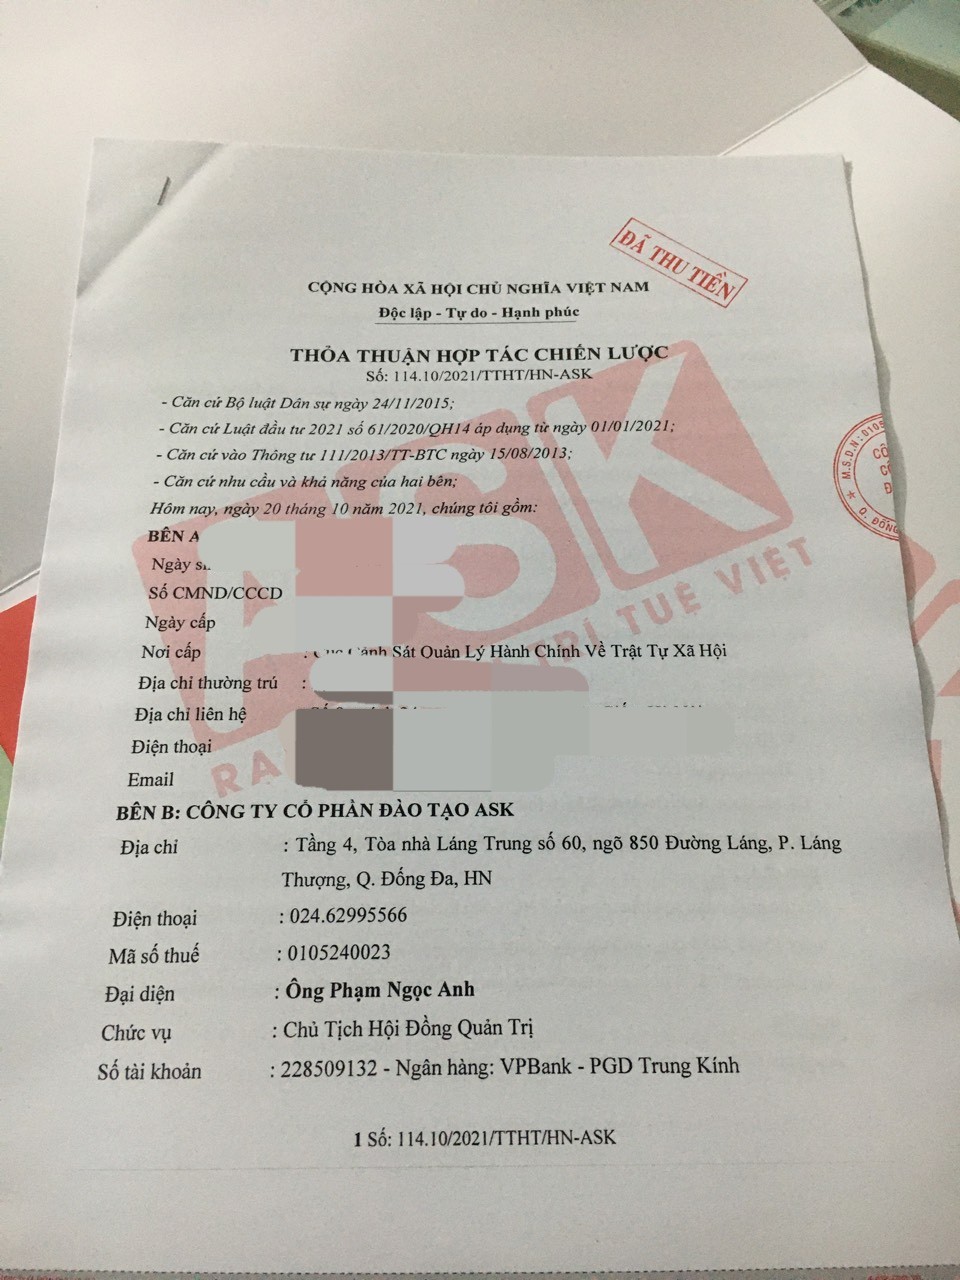 ĐÃ THU TIỀN
CỘNG HÒA XÃ HỘI CHỦ NGHĨA VIỆT NAM
Độc lập - Tự do - Hạnh phúc
THỎA THUẬN HỢP TÁC CHIẾN LƯỢC
Số: 114.10/2021/TTHT/HN-ASK
- Căn cứ Bộ luật Dân sự ngày 24/11/2015;
- Căn cứ Luật đầu tư 2021 số 61/2020/QH14 áp dụng từ ngày 01/01/2021;
- Căn cứ vào Thông tư 111/2013/TT-BTC ngày 15/08/2013;
- Căn cứ nhu cầu và khả năng của hai bên;
Hôm nay, ngày 20 tháng 10 năm 2021, chúng tôi gồm:
BÊN A
Ngày
Số CMND/CCCD
Ngày cấp
Nơi cấp : Cảnh Sát Quản Lý Hành Chính Về Trật Tự Xã Hội
Địa chỉ thường trú :
Địa chỉ liên hệ
Điện thoại
Email
BÊN B: CÔNG TY CỔ PHẦN ĐÀO TẠO ASK
Địa chỉ : Tầng 4, Tòa nhà Láng Trung số 60, ngõ 850 Đường Láng, P. Láng
Thượng, Q. Đống Đa, HN
Điện thoại : 024.62995566
Mã số thuế : 0105240023
Đại diện : Ông Phạm Ngọc Anh
Chức vụ : Chủ Tịch Hội Đồng Quản Trị
Số tài khoản : 228509132 - Ngân hàng: VPBank - PGD Trung Kính
1 Số: 114.10/2021/TTHT/HN-ASK
ASK
TRÍ TUỆ VIỆT
M.S.D.N: 0105
CÔ
Q. ĐỐNG